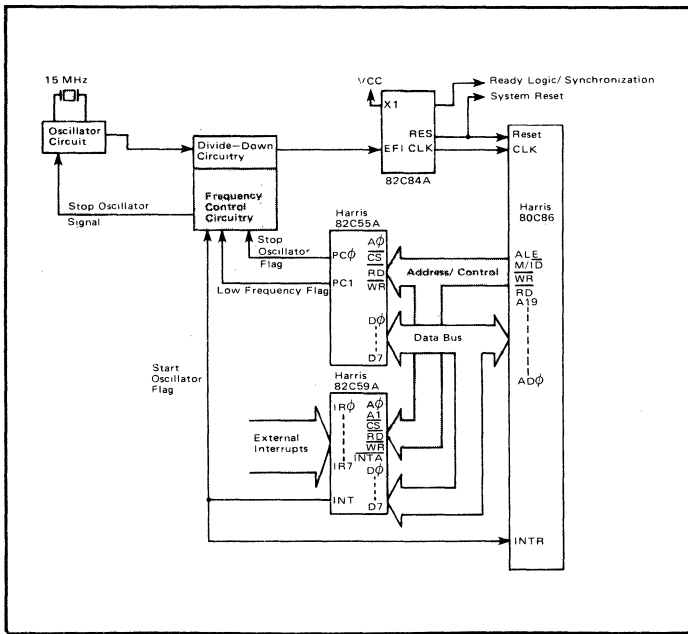 15 MHz
Oscillator
Circuit
Divide–Down
Circuitry
Frequency
Control
Circuitry
Stop Oscillator
Signal
VCC
X1
RES
EFI CLK
82C84A
Ready Logic/ Synchronization
System Reset
Reset
CLK
Harris
80C86
Harris
82C55A
Stop
Oscillator
Flag
Low Frequency Flag
PCϕ
PC1
Aϕ
CS
RD
WR
Dϕ
D7
Address/ Control
Data Bus
ALE
M/IO
WR
RD
A19
ADϕ
Start
Oscillator
Flag
Harris
82C59A
External
Interrupts
IRϕ
IR7
INT
Aϕ
A1
CS
RD
WR
INTA
Dϕ
D7
INTR